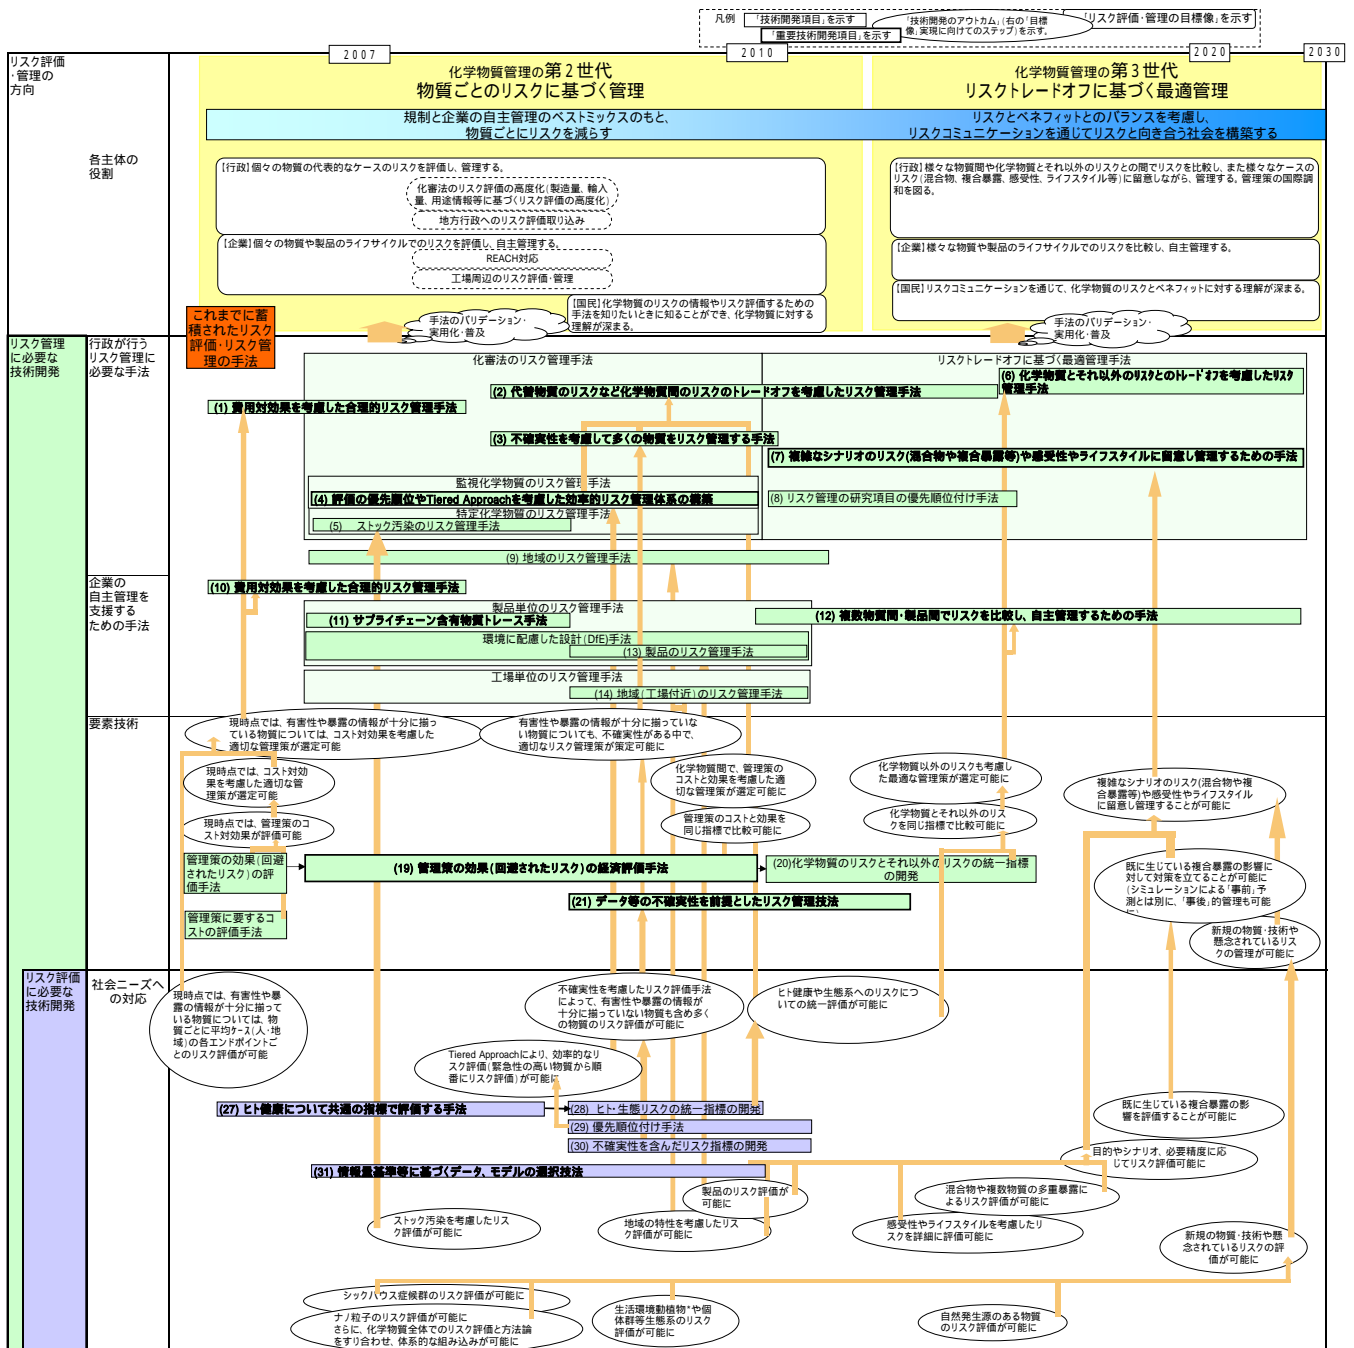 凡例
「技術開発項目」を示す
「重要技術開発項目」を示す
「技術開発のアウトカム」(右の「目標
像」実現に向けてのステップ)を示す。
「リスク評価・管理の目標像」を示す
2007
2010
2020
2030
リスク評価
・管理の
方向
化学物質管理の第2世代
物質ごとのリスクに基づく管理
化学物質管理の第3世代
リスクトレードオフに基づく最適管理
規制と企業の自主管理のベストミックスのもと、
物質ごとにリスクを減らす
リスクとベネフィットとのバランスを考慮し、
リスクコミュニケーションを通じてリスクと向き合う社会を構築する
各主体の
役割
【行政】個々の物質の代表的なケースのリスクを評価し、管理する。
化審法のリスク評価の高度化(製造量、輸入
量、用途情報等に基づくリスク評価の高度化)
地方行政へのリスク評価取り込み
【企業】個々の物質や製品のライフサイクルでのリスクを評価し、自主管理する。
REACH対応
工場周辺のリスク評価・管理
【国民】化学物質のリスクの情報やリスク評価するための
手法を知りたいときに知ることができ、化学物質に対する
理解が深まる。
【行政】様々な物質間や化学物質とそれ以外のリスクとの間でリスクを比較し、また様々なケースの
リスク(混合物、複合暴露、感受性、ライフスタイル等)に留意しながら、管理する。管理策の国際調
和を図る。
【企業】様々な物質や製品のライフサイクルでのリスクを比較し、自主管理する。
【国民】リスクコミュニケーションを通じて、化学物質のリスクとベネフィットに対する理解が深まる。
これまでに蓄
積されたリスク
評価・リスク管
理の手法
手法のバリデーション・
実用化・普及
手法のバリデーション・
実用化・普及
リスク管理
に必要な
技術開発
行政が行う
リスク管理に
必要な手法
化審法のリスク管理手法
リスクトレードオフに基づく最適管理手法
(6) 化学物質とそれ以外のリスクとのトレードオフを考慮したリスク
管理手法
(2) 代替物質のリスクなど化学物質間のリスクのトレードオフを考慮したリスク管理手法
(1) 費用対効果を考慮した合理的リスク管理手法
(3) 不確実性を考慮して多くの物質をリスク管理する手法
(7) 複雑なシナリオのリスク(混合物や複合暴露等)や感受性やライフスタイルに留意し管理するための手法
監視化学物質のリスク管理手法
(4) 評価の優先順位やTiered Approachを考慮した効率的リスク管理体系の構築
(8) リスク管理の研究項目の優先順位付け手法
特定化学物質のリスク管理手法
(5) ストック汚染のリスク管理手法
(9) 地域のリスク管理手法
企業の
自主管理を
支援する
ための手法
(10) 費用対効果を考慮した合理的リスク管理手法
製品単位のリスク管理手法
(11) サプライチェーン含有物質トレース手法
(12) 複数物質間・製品間でリスクを比較し、自主管理するための手法
環境に配慮した設計(DfE)手法
(13) 製品のリスク管理手法
工場単位のリスク管理手法
(14) 地域(工場付近)のリスク管理手法
要素技術
現時点では、有害性や暴露の情報が十分に揃っ
ている物質については、コスト対効果を考慮した
適切な管理策が選定可能
有害性や暴露の情報が十分に揃っていな
い物質についても、不確実性がある中で、
適切なリスク管理策が策定可能に
現時点では、コスト対効
果を考慮した適切な管
理策が選定可能
化学物質間で、管理策の
コストと効果を考慮した適
切な管理策が選定可能に
化学物質以外のリスクも考慮し
た最適な管理策が選定可能に
複雑なシナリオのリスク(混合物や複
合暴露等)や感受性やライフスタイル
に留意し管理することが可能に
現時点では、管理策のコ
スト対効果が評価可能
管理策のコストと効果を
同じ指標で比較可能に
化学物質とそれ以外のリス
クを同じ指標で比較可能に
管理策の効果(回避
されたリスク)の評
価手法
(19) 管理策の効果(回避されたリスク)の経済評価手法
(20)化学物質のリスクとそれ以外のリスクの統一指標
の開発
既に生じている複合暴露の影響に
対して対策を立てることが可能に
(シミュレーションによる「事前」予
測とは別に、「事後」的管理も可能
に)
管理策に要するコ
ストの評価手法
(21) データ等の不確実性を前提としたリスク管理技法
新規の物質・技術や
懸念されているリス
クの管理が可能に
リスク評価
に必要な
技術開発
社会ニーズへ
の対応
現時点では、有害性や暴
露の情報が十分に揃って
いる物質については、物
質ごとに平均ケース(人・地
域)の各エンドポイントご
とのリスク評価が可能
不確実性を考慮したリスク評価手法
によって、有害性や暴露の情報が
十分に揃っていない物質も含め多く
の物質のリスク評価が可能に
ヒト健康や生態系へのリスクにつ
いての統一評価が可能に
Tiered Approachにより、効率的なリ
スク評価(緊急性の高い物質から順
番にリスク評価)が可能に
(27) ヒト健康について共通の指標で評価する手法
(28) ヒト・生態リスクの統一指標の開発
(29) 優先順位付け手法
(30) 不確実性を含んだリスク指標の開発
既に生じている複合暴露の影
響を評価することが可能に
目的やシナリオ、必要精度に応
じてリスク評価可能に
(31) 情報量基準等に基づくデータ、モデルの選択技法
製品のリスク評価が
可能に
混合物や複数物質の多重暴露に
よるリスク評価が可能に
ストック汚染を考慮したリス
ク評価が可能に
地域の特性を考慮したリス
ク評価が可能に
感受性やライフスタイルを考慮したリ
スクを詳細に評価可能に
新規の物質・技術や懸
念されているリスクの評
価が可能に
シックハウス症候群のリスク評価が可能に
ナノ粒子のリスク評価が可能に
さらに、化学物質全体でのリスク評価と方法論
をすり合わせ、体系的な組み込みが可能に
生活環境動植物*や個
体群等生態系のリスク
評価が可能に
自然発生源のある物質
のリスク評価が可能に